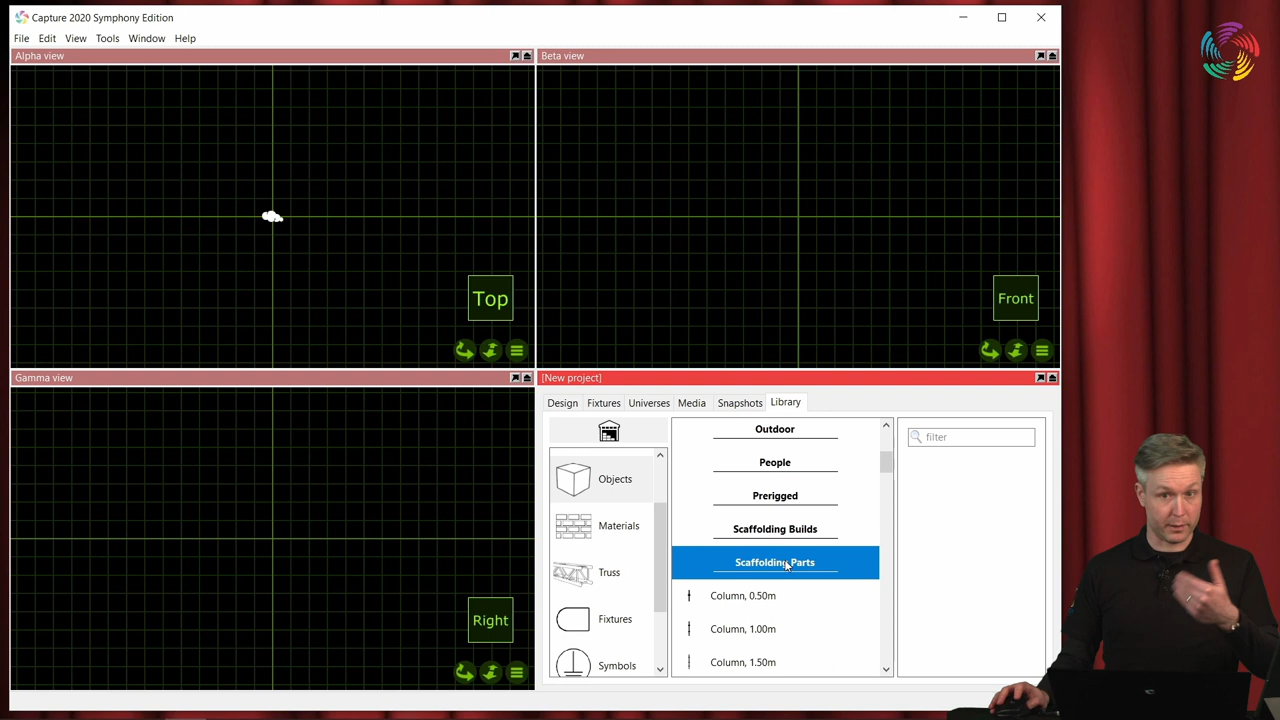 Capture 2020 Symphony Edition
File Edit View Tools Window Help
Alpha view
Beta view
Top
Front
Gamma view
[New project]
Design Fixtures Universes Media Snapshots Library
Objects
Materials
Truss
Fixtures
Symbols
Outdoor
People
Prerigged
Scaffolding Builds
Scaffolding Parts
Column, 0.50m
Column, 1.00m
Column, 1.50m
filter
Right